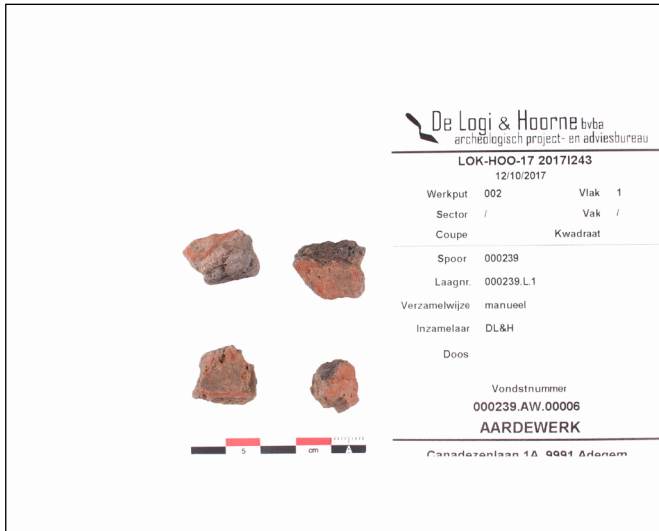 De Logi & Hoorne bvba
archeologisch project- en adviesbureau
LOK-HOO-17 2017I243
12/10/2017
Werkput 002 Vlak 1
Sector / Vak /
Coupe Kwadraat
Spoor 000239
Laagnr. 000239.L.1
Verzamelwijze manueel
Inzamelaar DL&H
Doos
Vondstnummer
000239.AW.00006
AARDEWERK
Canadezenlaan 1A, 9991 Adegem
5 cm